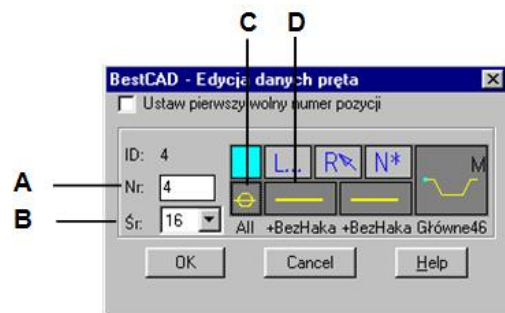 C D
BestCAD - Edycja danych pręta
Ustaw pierwszy wolny numer pozycji
ID: 4
L... R N* M
A
Nr: 4
B
Śr: 16
All +BezHaka +BezHaka Główne46
OK Cancel Help